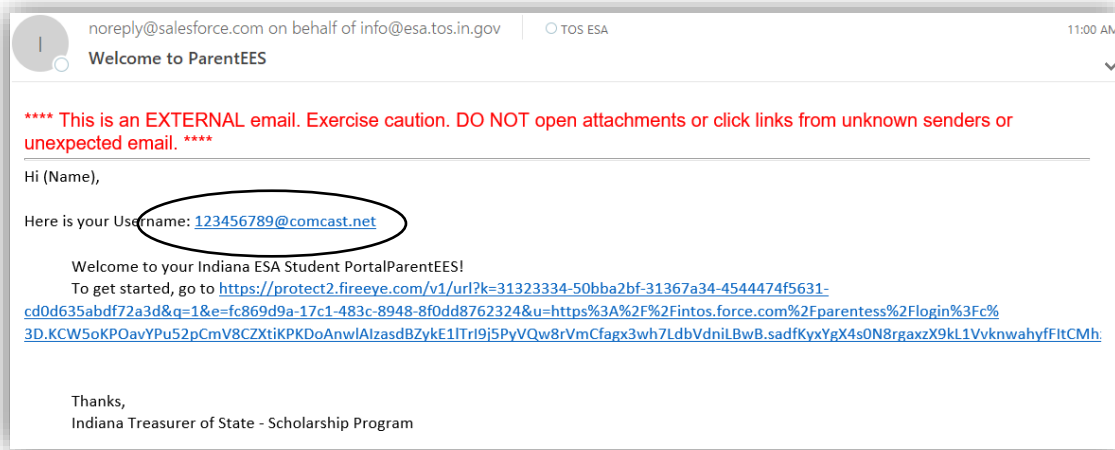 I
noreply@salesforce.com on behalf of info@esa.tos.in.gov TOS ESA 11:00 AM
Welcome to ParentEES
**** This is an EXTERNAL email. Exercise caution. DO NOT open attachments or click links from unknown senders or
unexpected email. ****
Hi (Name),
Here is your Username: 123456789@comcast.net
Welcome to your Indiana ESA Student PortalParentEES!
To get started, go to https://protect2.fireeye.com/v1/url?k=31323334-50bba2bf-31367a34-4544474f5631-
cd0d635abdf72a3d&q=1&e=fc869d9a-17c1-483c-8948-8f0dd8762324&u=https%3A%2F%2Fintos.force.com%2Fparentess%2Flogin%3Fc%
3D.KCW5oKPOavYPu52pCmV8CZXtiKPKDoAnwlAIzasdBZykE1lTrI9j5PyVQw8rVmCfagx3wh7LdbVdniLBwB.sadfKyxYgX4s0N8rgaxzX9kL1VvknwahyfFItCMh
Thanks,
Indiana Treasurer of State - Scholarship Program